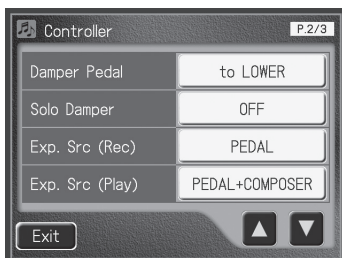 Controller P.2/3
Damper Pedal to LOWER
Solo Damper OFF
Exp. Src (Rec) PEDAL
Exp. Src (Play) PEDAL+COMPOSER
Exit